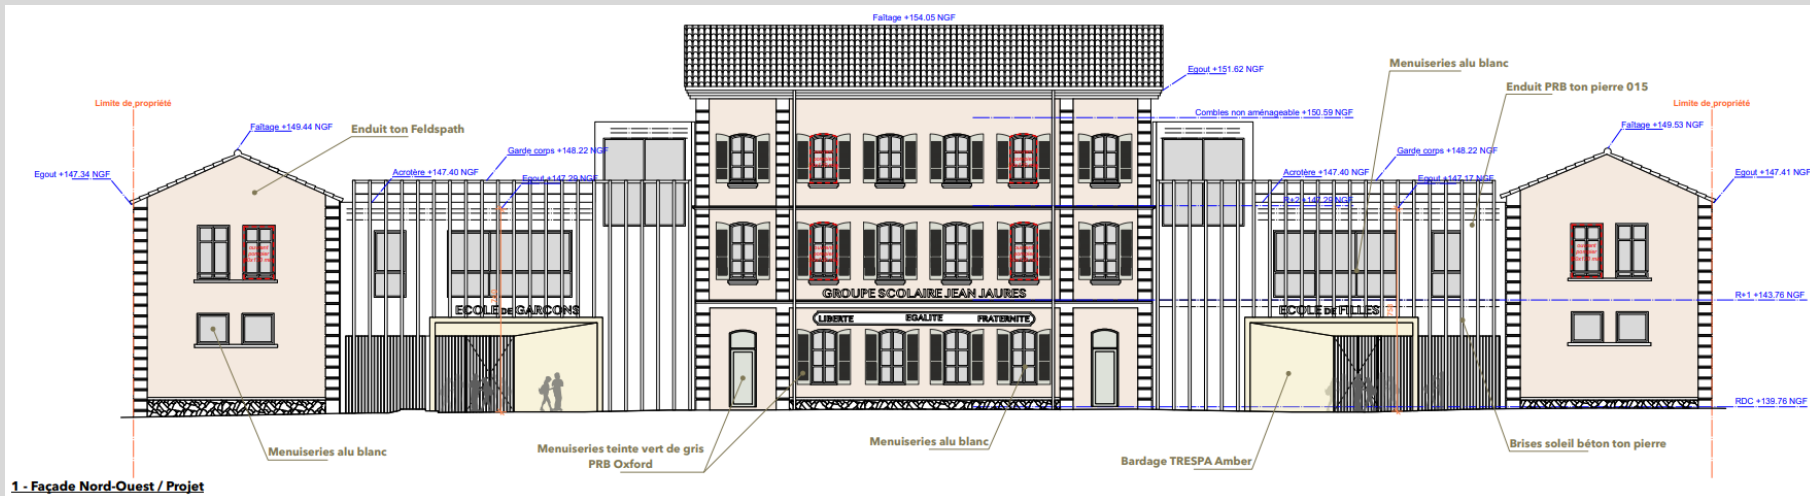 Faîtage +154.05 NGF
Egout +151.62 NGF
Menuiseries alu blanc
Enduit PRB ton pierre 015
Limite de propriété
Limite de propriété
Combles non aménageable +150.59 NGF
Faîtage +149.44 NGF
Enduit ton Feldspath
Faîtage +149.53 NGF
Garde corps +148.22 NGF
Garde corps +148.22 NGF
Egout +147.34 NGF
Acrotère +147.40 NGF
Egout +147.29 NGF
Acrotère +147.40 NGF
Egout +147.17 NGF
Egout +147.41 NGF
R+2 +147.29 NGF
GROUPE SCOLAIRE JEAN JAURES
R+1 +143.76 NGF
ECOLE DE GARCONS
LIBERTE EGALITE FRATERNITE
ECOLE DE FILLES
RDC +139.76 NGF
Menuiseries alu blanc
Menuiseries teinte vert de gris
PRB Oxford
Menuiseries alu blanc
Bardage TRESPA Amber
Brises soleil béton ton pierre
1 - Façade Nord-Ouest / Projet